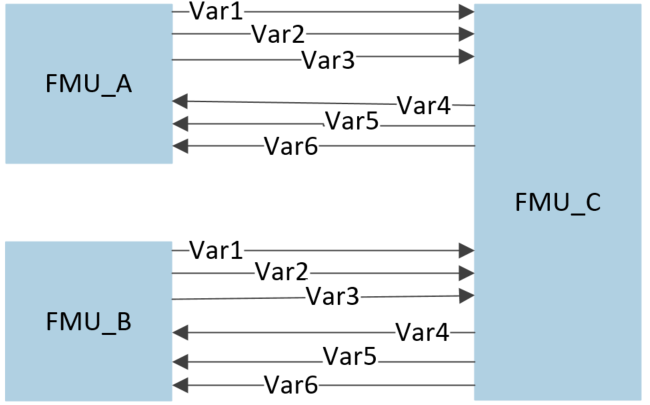 Var1
Var2
FMU_A
Var3
Var4
Var5
Var6
FMU_C
Var1
Var2
Var3
FMU_B
Var4
Var5
Var6